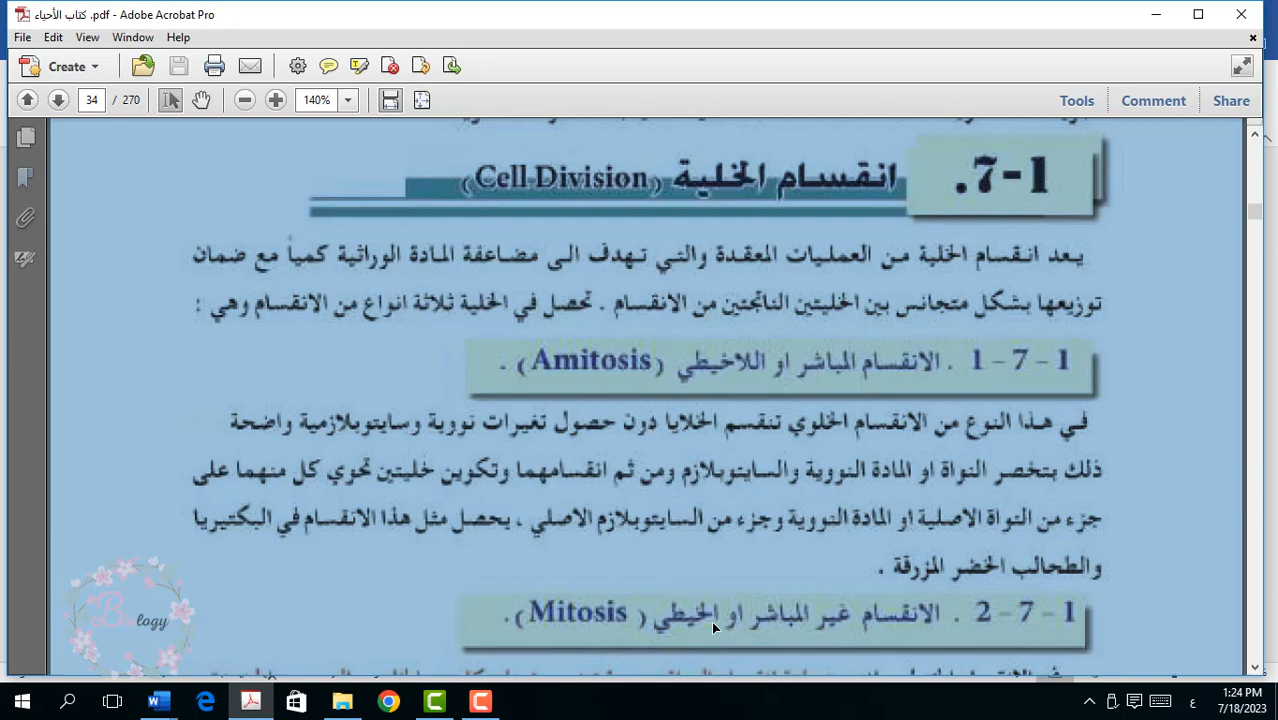 كتاب الأحياء .pdf - Adobe Acrobat Pro
File Edit View Window Help
Create
34 / 270 140% Tools Comment Share
7-1. انقسام الخلية (Cell Division)
يعد انقسام الخلية من العمليات المعقدة والتي تهدف الى مضاعفة المادة الوراثية كمياً مع ضمان
توزيعها بشكل متجانس بين الخليتين الناتجتين من الانقسام . تحصل في الخلية ثلاثة انواع من الانقسام وهي :
1 - 7 - 1 . الانقسام المباشر او اللاخيطي (Amitosis) .
في هذا النوع من الانقسام الخلوي تنقسم الخلايا دون حصول تغيرات نووية وسايتوبلازمية واضحة
ذلك بتخصر النواة او المادة النووية والسايتوبلازم ومن ثم انقسامهما وتكوين خليتين تحوي كل منهما على
جزء من النواة الاصلية او المادة النووية وجزء من السايتوبلازم الاصلي ، يحصل مثل هذا الانقسام في البكتيريا
والطحالب الخضر المزرقة .
2 - 7 - 1 . الانقسام غير المباشر او الخيطي ( Mitosis ) .
Biology
ع
1:24 PM
7/18/2023